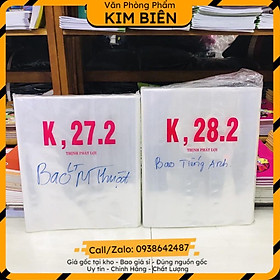 Văn Phòng Phẩm
KIM BIÊN
K, 27.2
THỊNH PHÁT LỢI
Bao Mĩ Thuật
K, 28.2
THỊNH PHÁT LỢI
Bao Tiếng Anh
Call/Zalo: 0938642487
Giá gốc tại kho - Bao giá sỉ - Đúng nguồn gốc
Uy tín - Chính Hãng - Chất Lượng